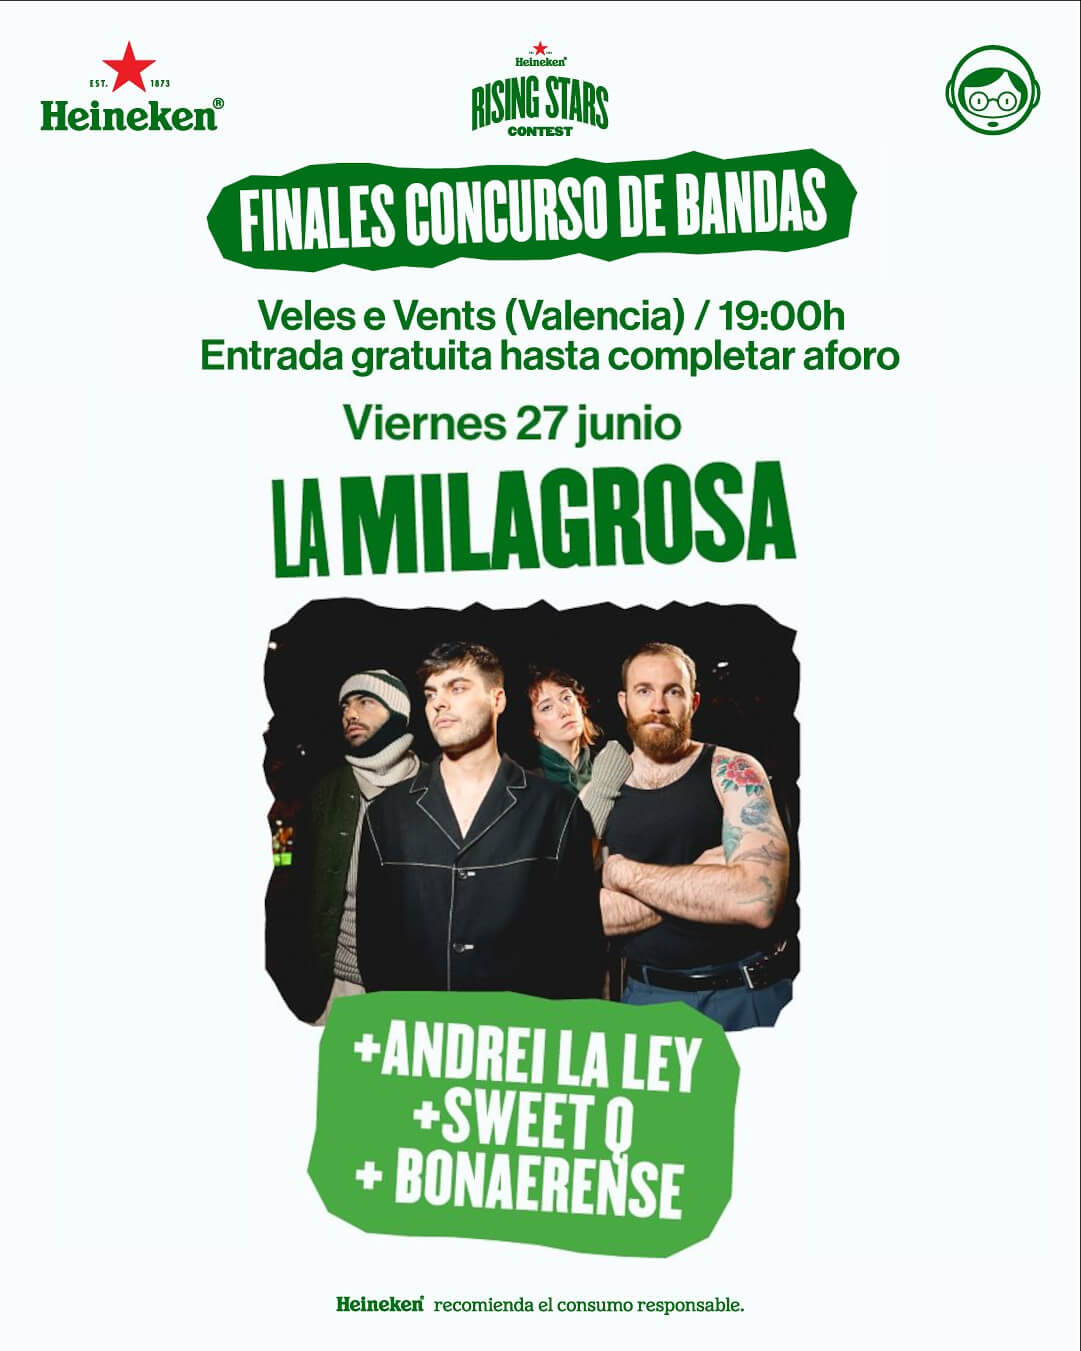 EST. 1873
Heineken®
Heineken®
RISING STARS
CONTEST
FINALES CONCURSO DE BANDAS
Veles e Vents (Valencia) / 19:00h
Entrada gratuita hasta completar aforo
Viernes 27 junio
LA MILAGROSA
+ANDREI LA LEY
+SWEET Q
+ BONAERENSE
Heineken® recomienda el consumo responsable.